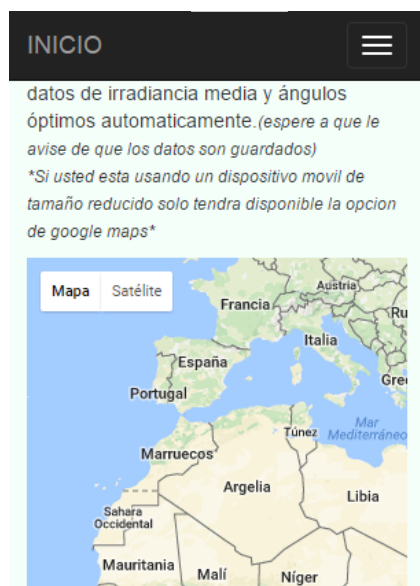 INICIO
datos de irradiancia media y ángulos
óptimos automaticamente.(espere a que le
avise de que los datos son guardados)
*Si usted esta usando un dispositivo movil de
tamaño reducido solo tendra disponible la opcion
de google maps*
Mapa Satélite
Austria
Francia
Ru
Italia
España
Gre
Portugal
Mar
Mediterráneo
Túnez
Marruecos
Argelia
Libia
Sahara
Occidental
Mauritania
Malí
Níger